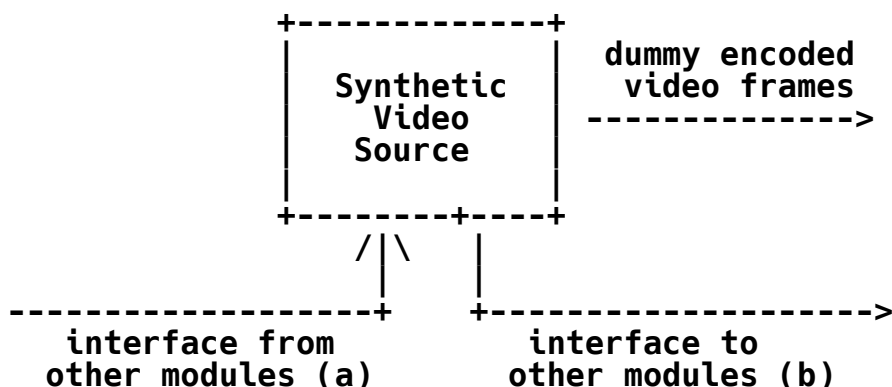 dummy encoded
Synthetic video frames
Video
Source
interface from interface to
other modules (a) other modules (b)